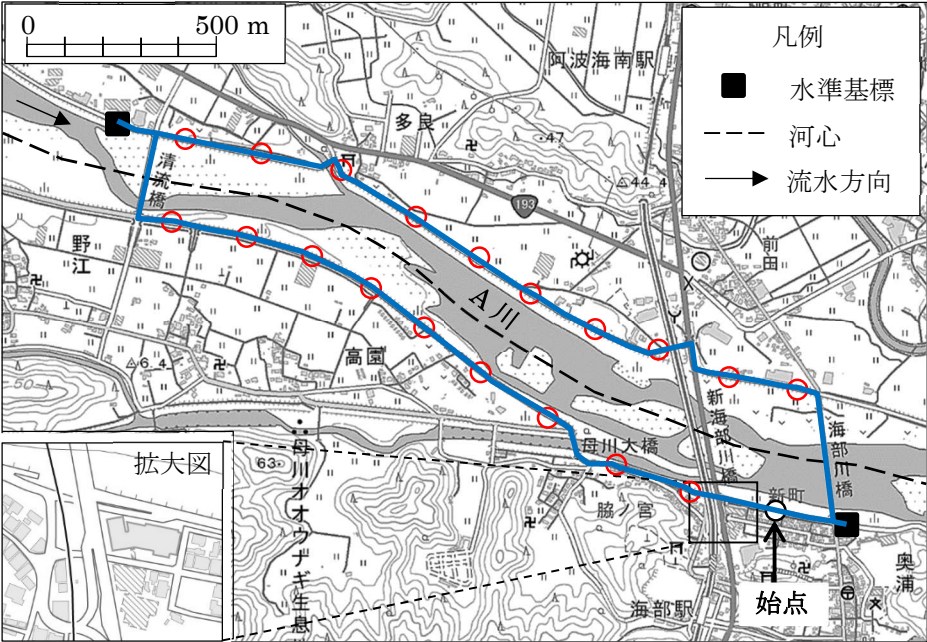 0 500 m
凡例
水準基標
河心
流水方向
阿波海南駅
多良
・47
△44.4
193
清流橋
野江
前田
A川
高園
△6.4
50
新海部川橋
海部川橋
母川大橋
拡大図
63・
母川オオウナギ生息
新町
脇ノ宮
奥浦
始点
海部駅